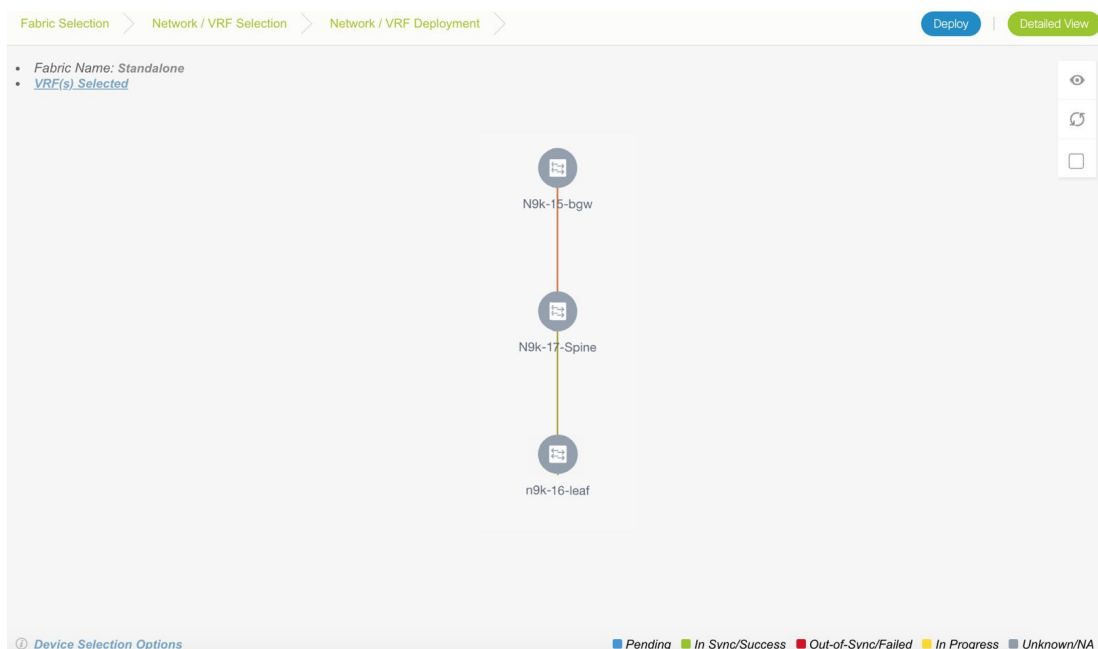 Fabric Selection Network / VRF Selection Network / VRF Deployment Deploy Detailed View
Fabric Name: Standalone
VRF(s) Selected
N9k-15-bgw
N9k-17-Spine
n9k-16-leaf
Device Selection Options Pending In Sync/Success Out-of-Sync/Failed In Progress Unknown/NA